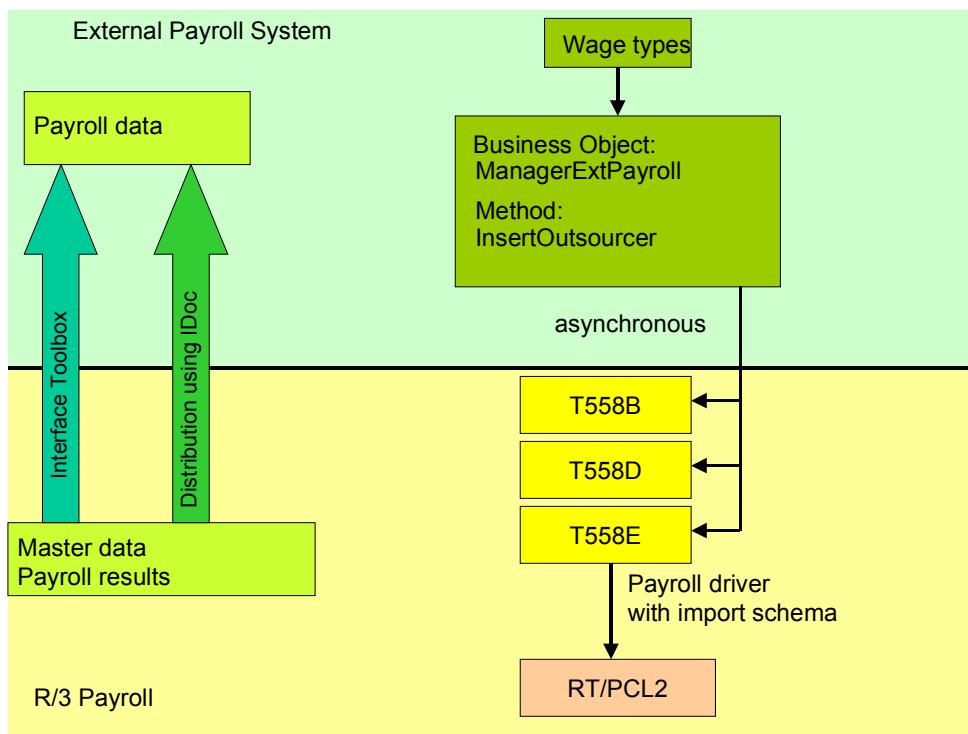 External Payroll System
Wage types
Payroll data
Business Object:
ManagerExtPayroll
Method:
InsertOutsourcer
asynchronous
Interface Toolbox
Distribution using IDoc
T558B
T558D
T558E
Master data
Payroll results
Payroll driver
with import schema
RT/PCL2
R/3 Payroll